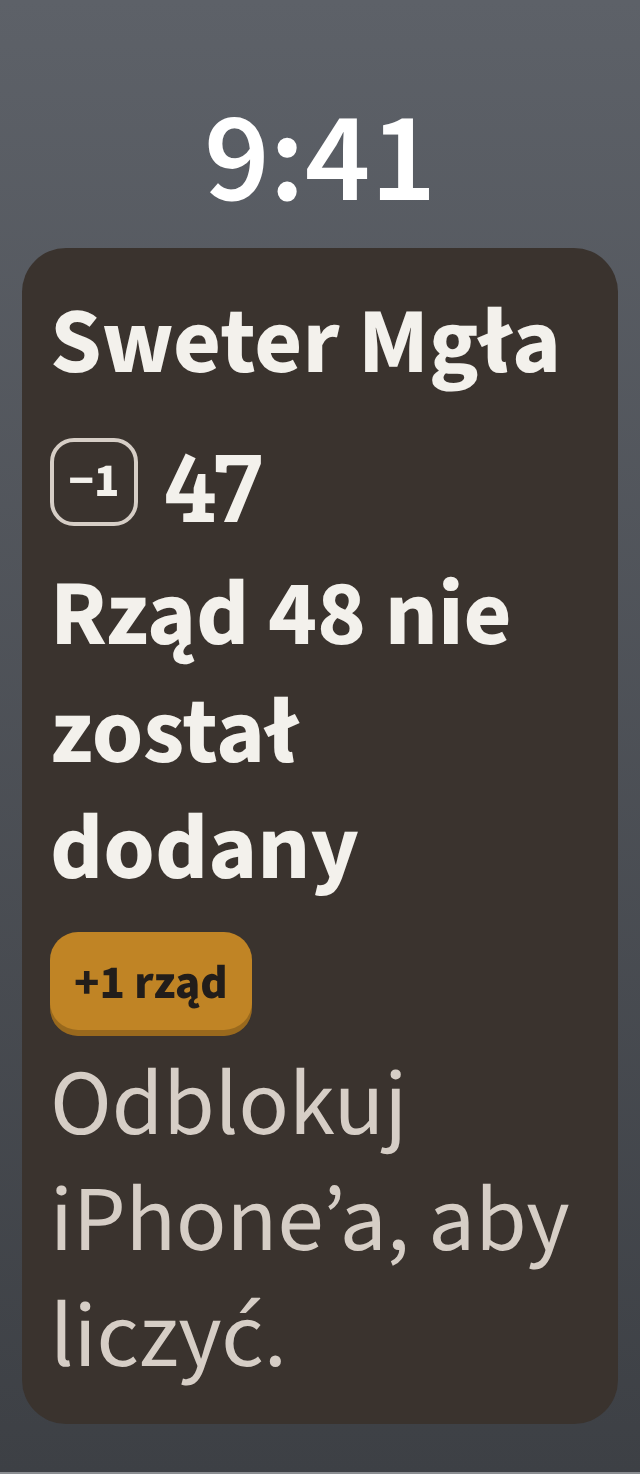 9:41
Sweter Mgła
−1 47
Rząd 48 nie
został
dodany
+1 rząd
Odblokuj
iPhone’a, aby
liczyć.